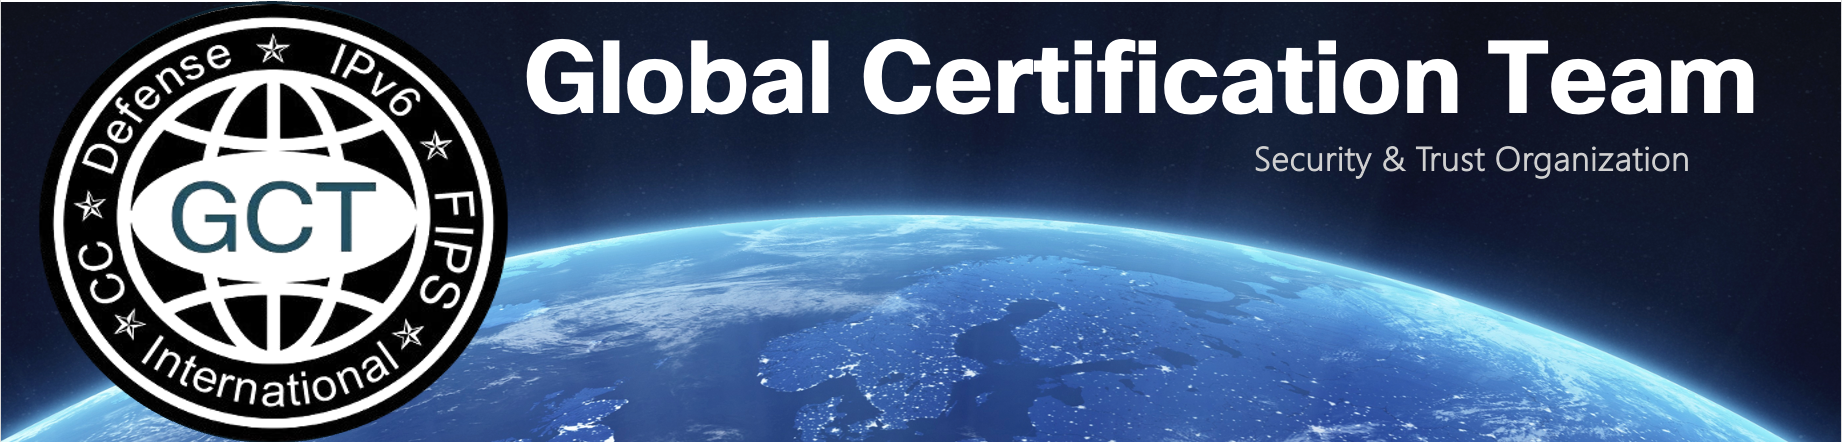 Global Certification Team
Security & Trust Organization
Defense
IPv6
FIPS
International
CC
GCT